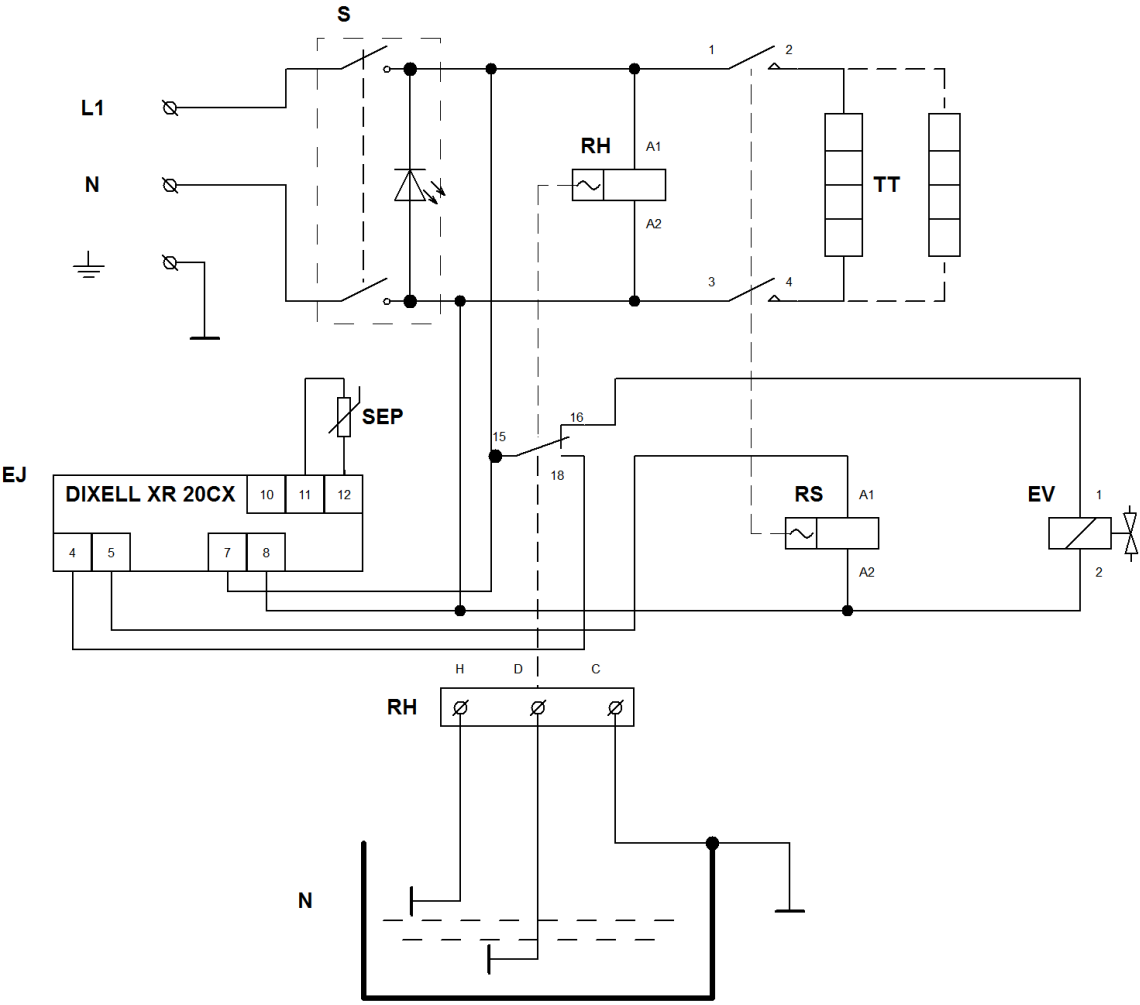 S
1 2
L1
RH A1
N TT
A2
3 4
SEP
16
15
EJ
18
DIXELL XR 20CX 10 11 12
RS A1 EV 1
4 5 7 8
A2 2
H D C
RH
N